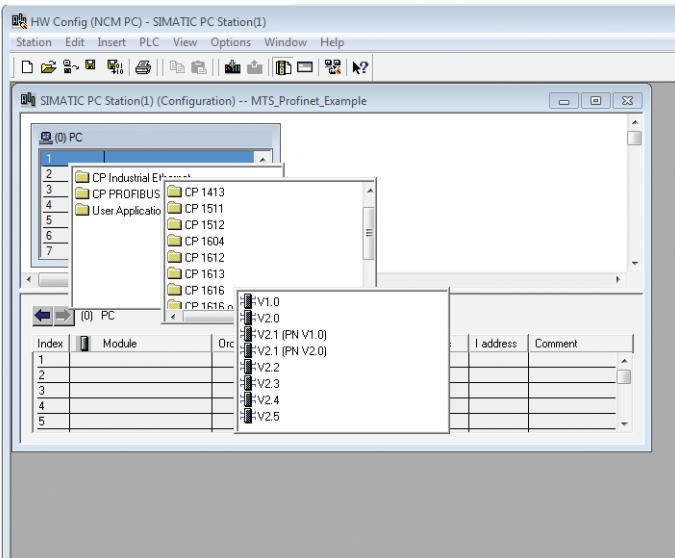 HW Config (NCM PC) - SIMATIC PC Station(1)
Station Edit Insert PLC View Options Window Help
SIMATIC PC Station(1) (Configuration) -- MTS_Profinet_Example
(0) PC
1
2
3
4
5
6
7
CP Industrial Ethernet
CP PROFIBUS
User Applicatio
CP 1413
CP 1511
CP 1512
CP 1604
CP 1612
CP 1613
CP 1616
CP 1616 o
V1.0
V2.0
V2.1 (PN V1.0)
V2.1 (PN V2.0)
V2.2
V2.3
V2.4
V2.5
(0) PC
Index Module Orc I address Comment
1
2
3
4
5